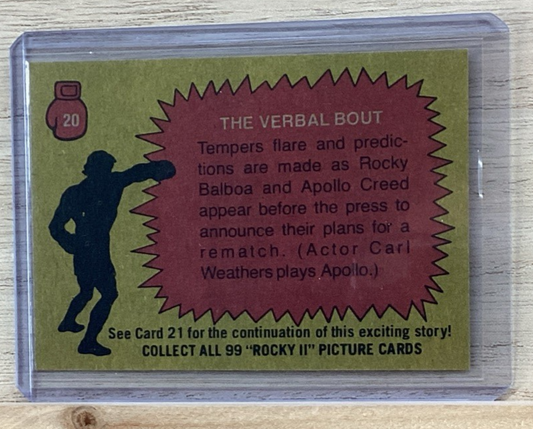 20
THE VERBAL BOUT
Tempers flare and predic-
tions are made as Rocky
Balboa and Apollo Creed
appear before the press to
announce their plans for a
rematch. (Actor Carl
Weathers plays Apollo.)
See Card 21 for the continuation of this exciting story!
COLLECT ALL 99 "ROCKY II" PICTURE CARDS